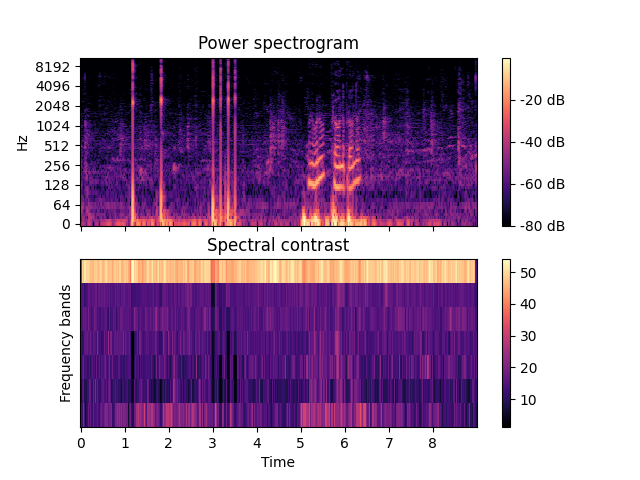 Power spectrogram
Hz
8192
4096
2048
1024
512
256
128
64
0
-20 dB
-40 dB
-60 dB
-80 dB
Spectral contrast
Frequency bands
50
40
30
20
10
0 1 2 3 4 5 6 7 8
Time